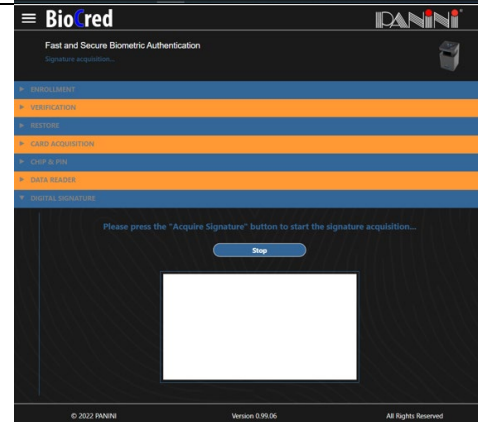 BioCred
PANINI
Fast and Secure Biometric Authentication
Signature acquisition...
ENROLLMENT
VERIFICATION
RESTORE
CARD ACQUISITION
CHIP & PIN
DATA READER
DIGITAL SIGNATURE
Please press the "Acquire Signature" button to start the signature acquisition...
Stop
© 2022 PANINI Version 0.99.06 All Rights Reserved